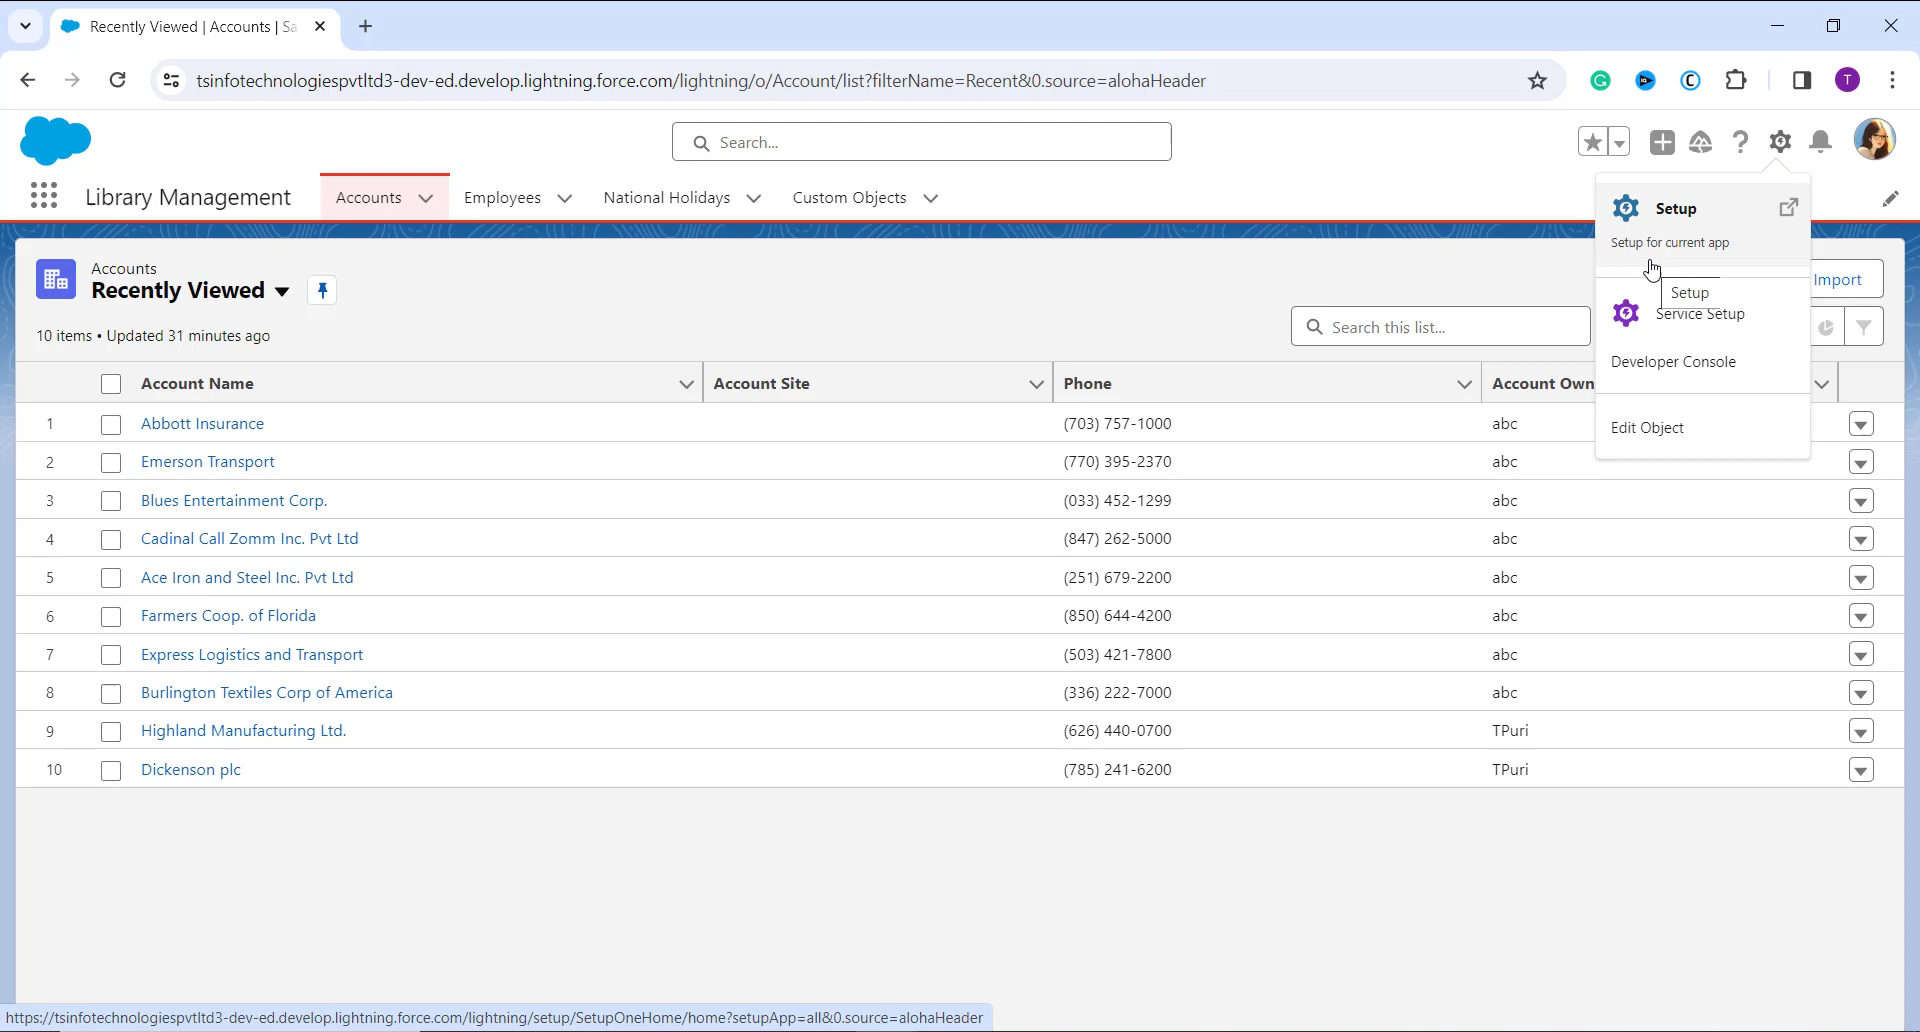 Recently Viewed | Accounts | Sa
tsinfotechnologiespvtltd3-dev-ed.develop.lightning.force.com/lightning/o/Account/list?filterName=Recent&0.source=alohaHeader
T
Search...
Library Management
Accounts
Employees
National Holidays
Custom Objects
Setup
Setup for current app
Setup
Service Setup
Developer Console
Edit Object
Accounts
Recently Viewed
Import
10 items • Updated 31 minutes ago
Search this list...
Account Name Account Site Phone Account Own
1 Abbott Insurance (703) 757-1000 abc
2 Emerson Transport (770) 395-2370 abc
3 Blues Entertainment Corp. (033) 452-1299 abc
4 Cadinal Call Zomm Inc. Pvt Ltd (847) 262-5000 abc
5 Ace Iron and Steel Inc. Pvt Ltd (251) 679-2200 abc
6 Farmers Coop. of Florida (850) 644-4200 abc
7 Express Logistics and Transport (503) 421-7800 abc
8 Burlington Textiles Corp of America (336) 222-7000 abc
9 Highland Manufacturing Ltd. (626) 440-0700 TPuri
10 Dickenson plc (785) 241-6200 TPuri
https://tsinfotechnologiespvtltd3-dev-ed.develop.lightning.force.com/lightning/setup/SetupOneHome/home?setupApp=all&0.source=alohaHeader